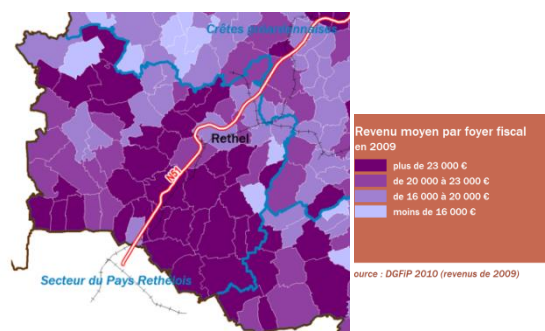 Crêtes préardennaises
Rethel
N51
Secteur du Pays Rethélois
Revenu moyen par foyer fiscal
en 2009
plus de 23 000 €
de 20 000 à 23 000 €
de 16 000 à 20 000 €
moins de 16 000 €
ource : DGFiP 2010 (revenus de 2009)